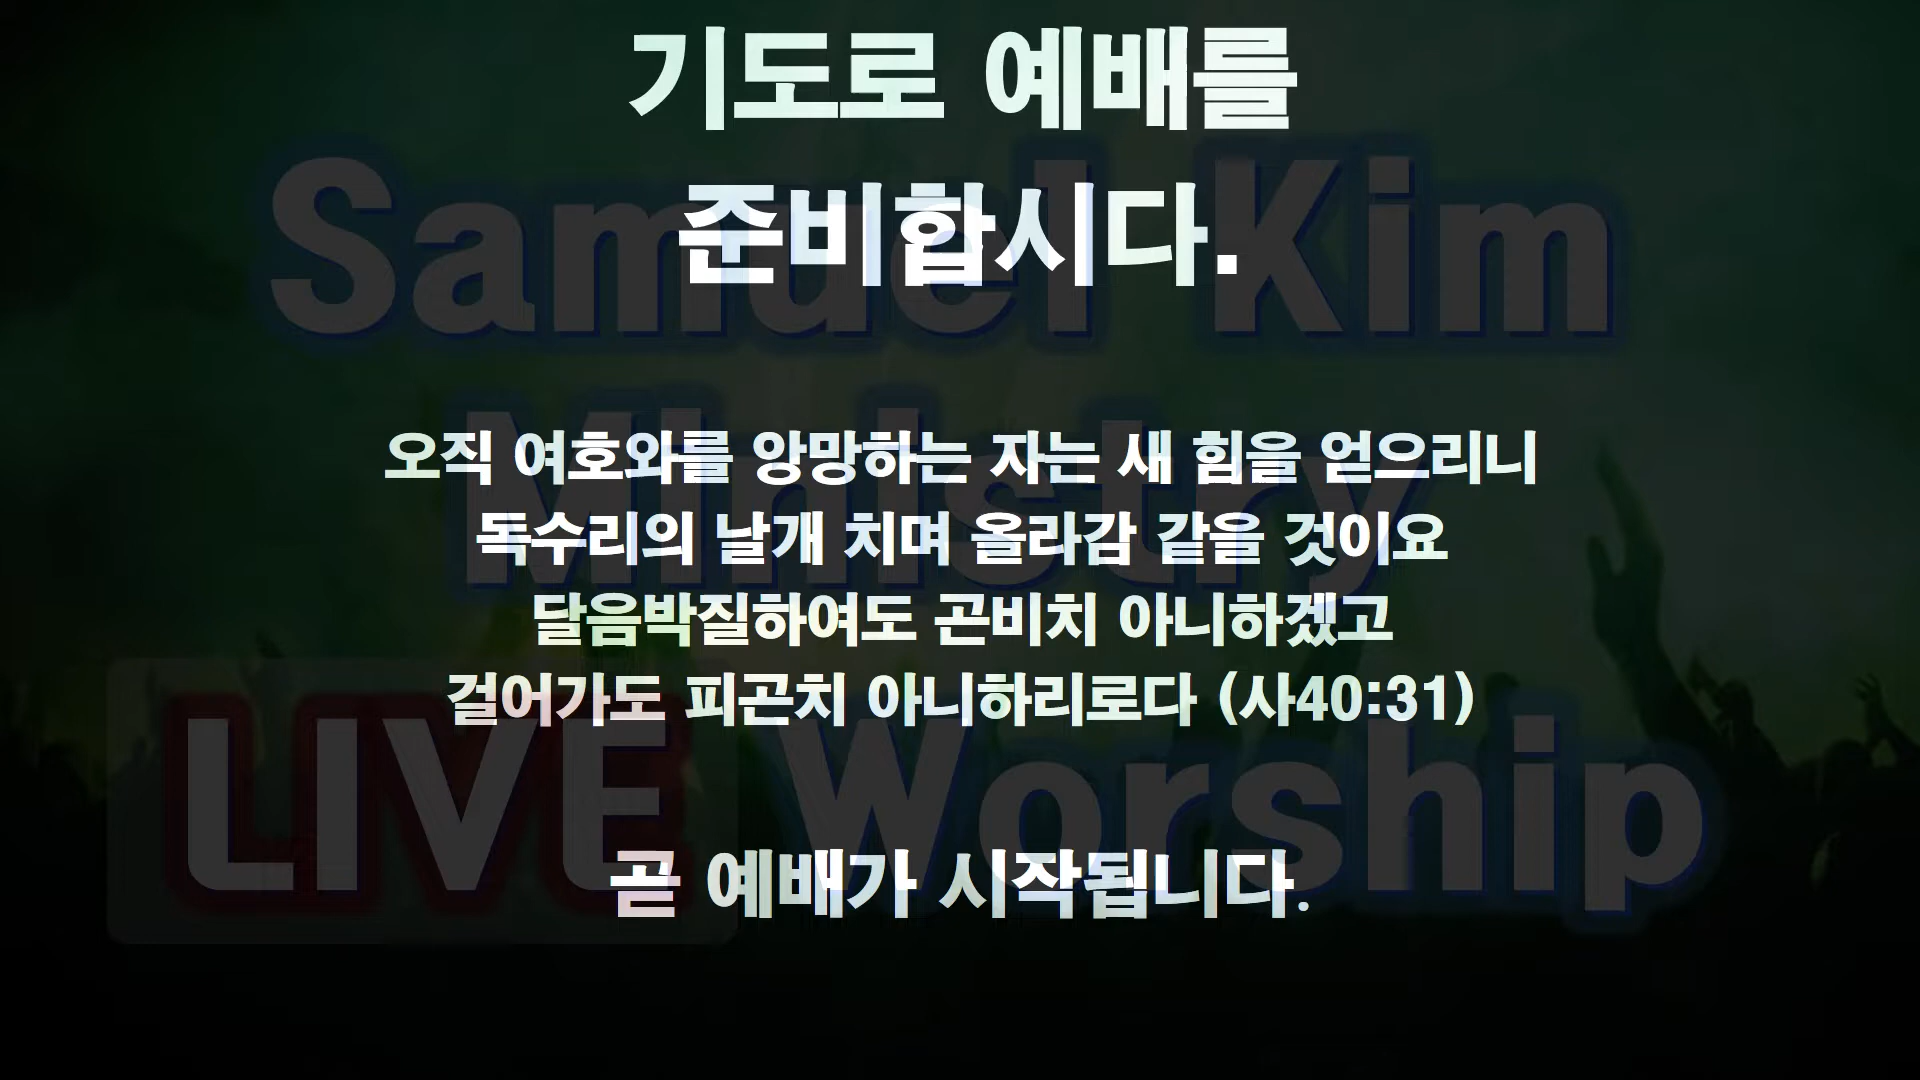 기도로 예배를
준비합시다.
Samuel Kim
Ministry
오직 여호와를 앙망하는 자는 새 힘을 얻으리니
독수리의 날개 치며 올라감 같을 것이요
달음박질하여도 곤비치 아니하겠고
걸어가도 피곤치 아니하리로다 (사40:31)
LIVE Worship
곧 예배가 시작됩니다.